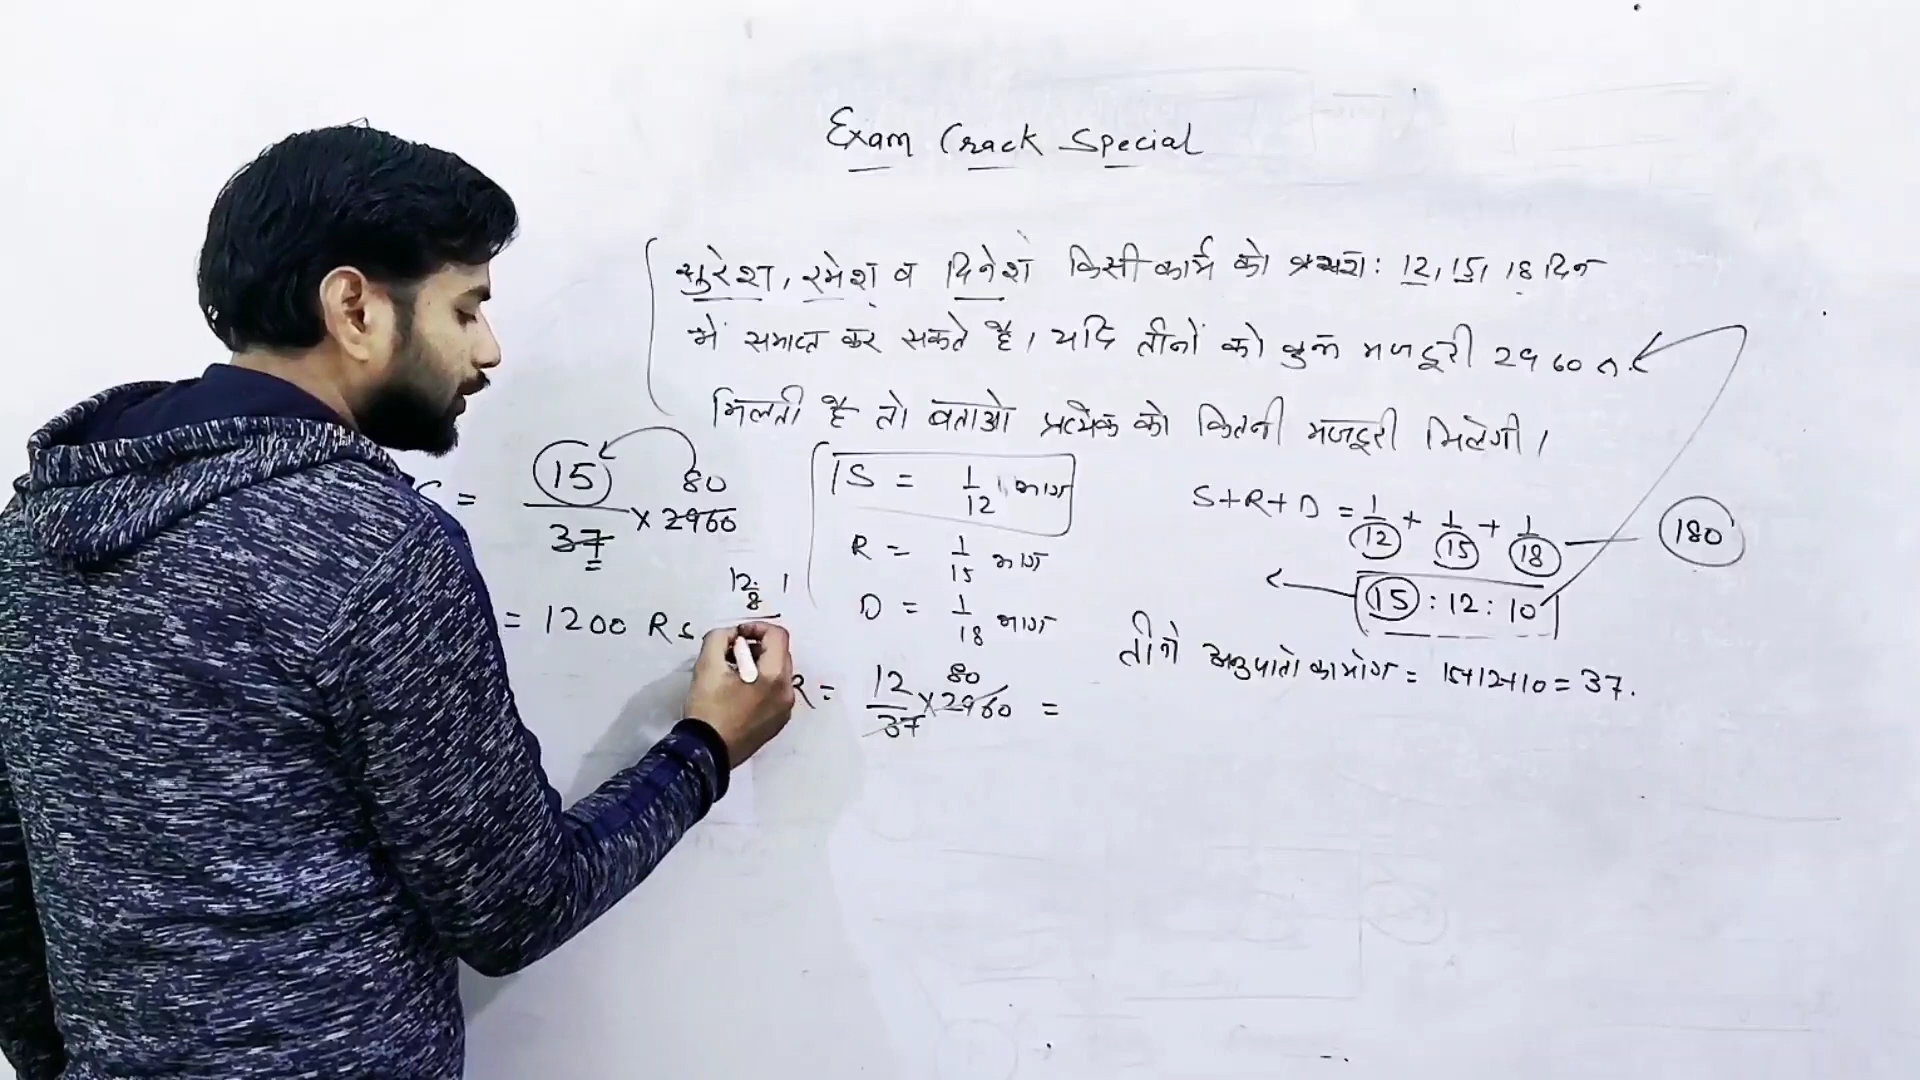 Exam Crack Special
सुरेश, रमेश व दिनेश किसी कार्य को क्रमशः 12, 15, 18 दिन
में समाप्त कर सकते है। यदि तीनों को कुल मजदूरी 2960 रु.
मिलती है तो बताओ प्रत्येक को कितनी मजदूरी मिलेगी।
S = 1/12 भाग
R = 1/15 भाग
D = 1/18 भाग
S+R+D = 1/12 + 1/15 + 1/18 — 180
15 : 12 : 10
तीनो अनुपातो का योग = 15+12+10 = 37.
= 15/37 × 2960 80
= 1200 Rs
12
8
R = 12/37 × 2960 80 =